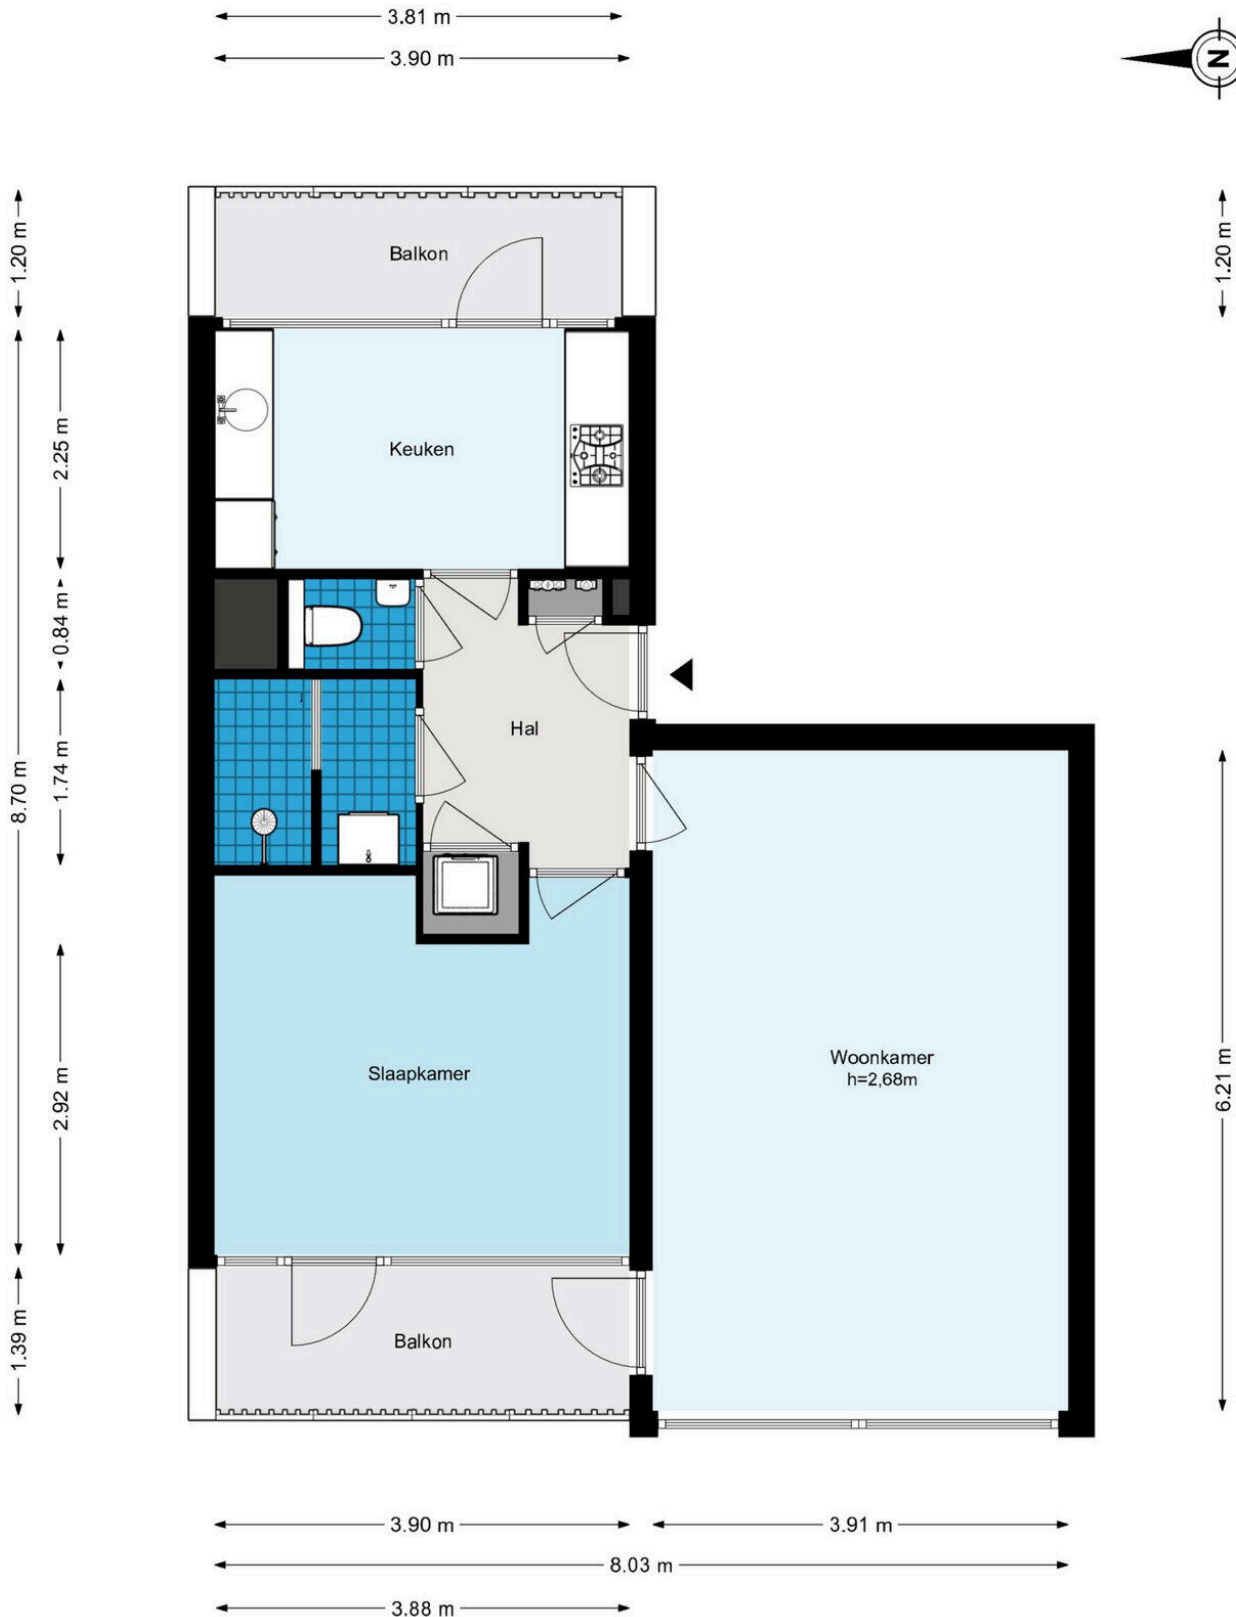 3.81 m
3.90 m
N
1.20 m
1.20 m
Balkon
2.25 m
Keuken
0.84 m
Hal
1.74 m
8.70 m
Woonkamer
h=2,68m
Slaapkamer
2.92 m
6.21 m
Balkon
1.39 m
3.90 m
3.91 m
8.03 m
3.88 m